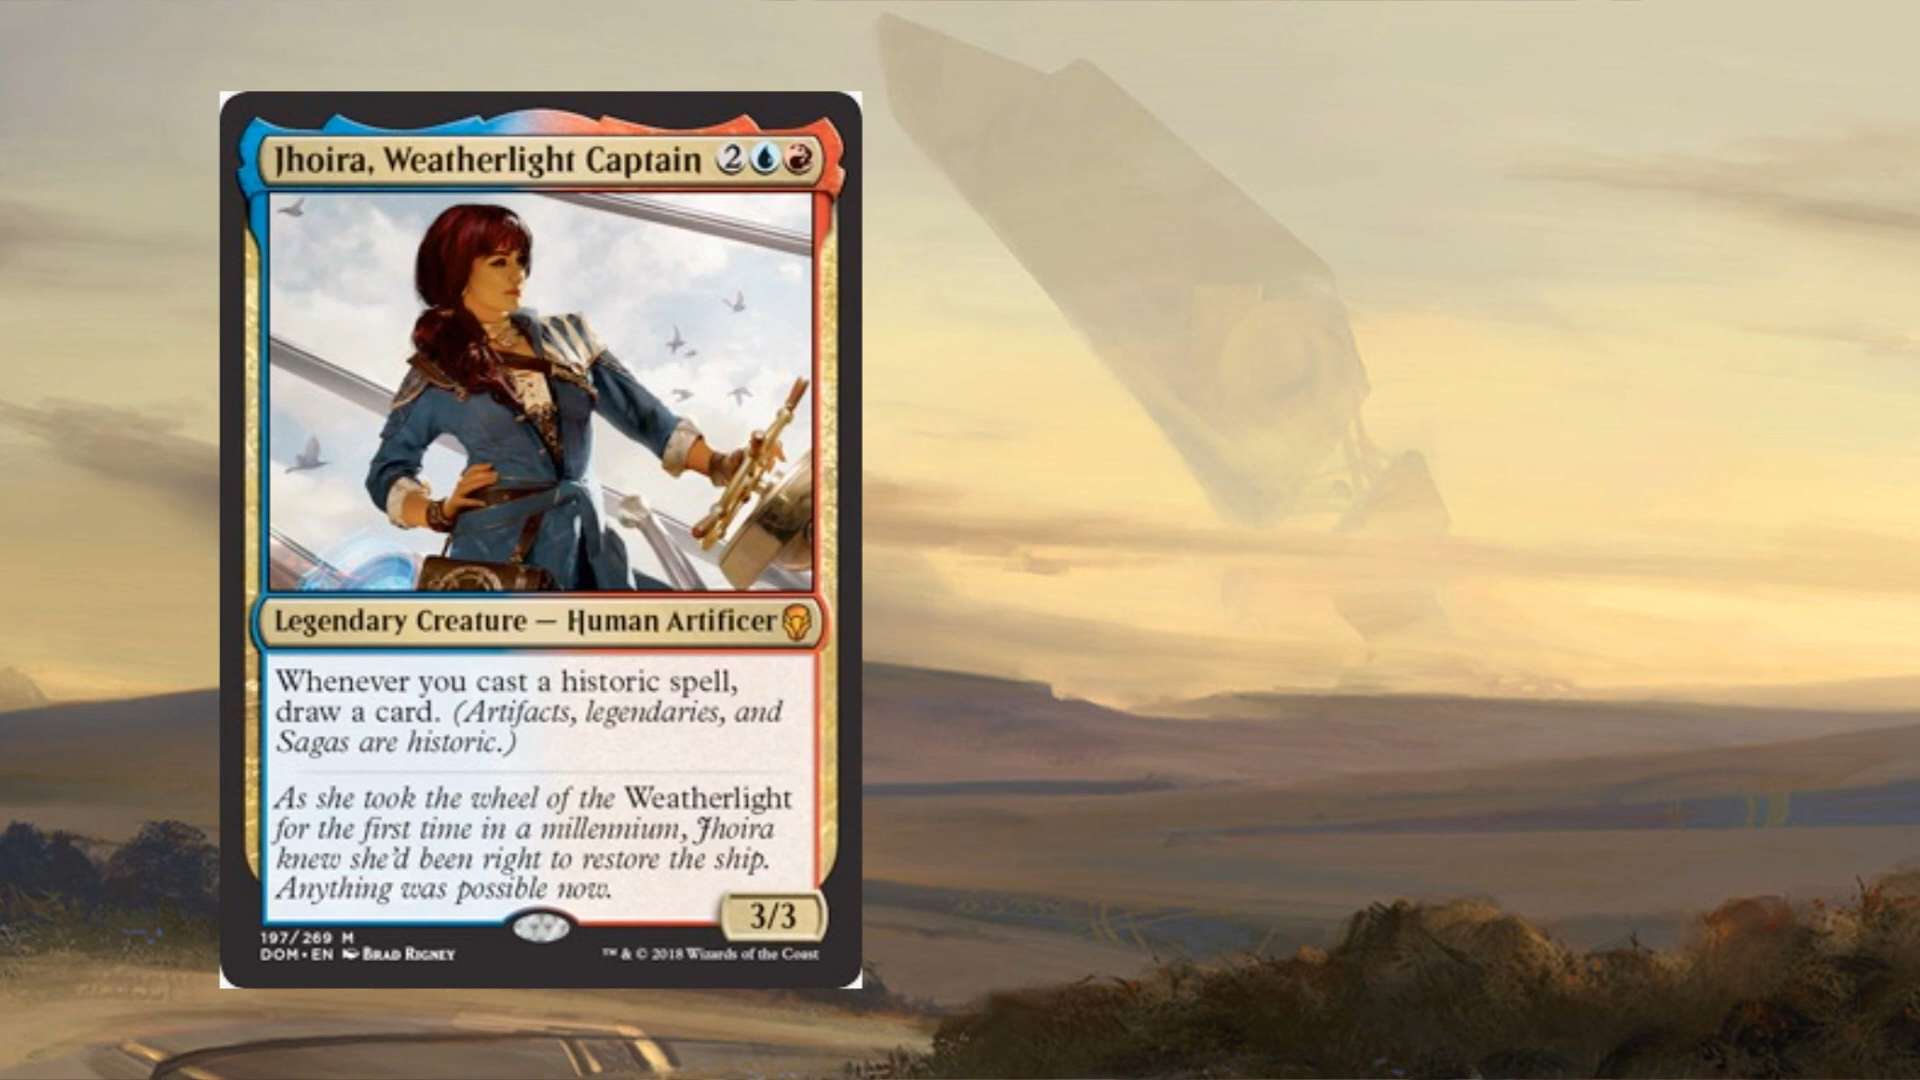 Jhoira, Weatherlight Captain 2
Legendary Creature — Human Artificer
Whenever you cast a historic spell,
draw a card. (Artifacts, legendaries, and
Sagas are historic.)
As she took the wheel of the Weatherlight
for the first time in a millennium, Jhoira
knew she'd been right to restore the ship.
Anything was possible now.
3/3
197/269 M
DOM • EN Brad Rigney
™ & © 2018 Wizards of the Coast